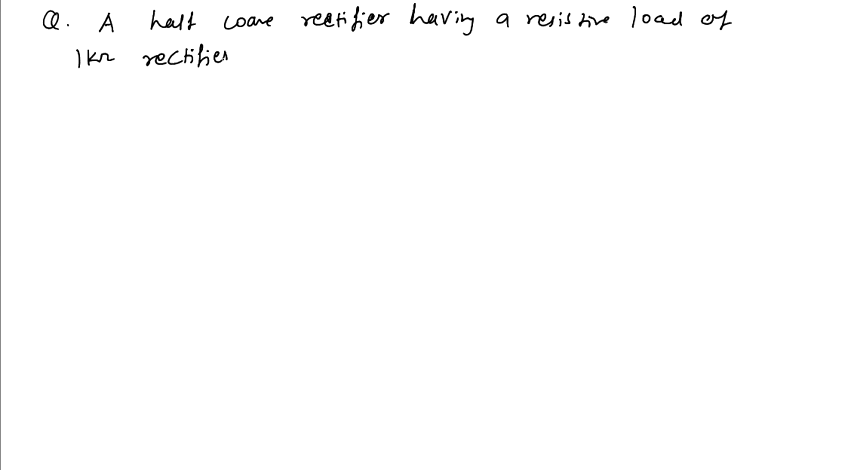 Q. A half wave rectifier having a resistive load of
1kΩ rectifies